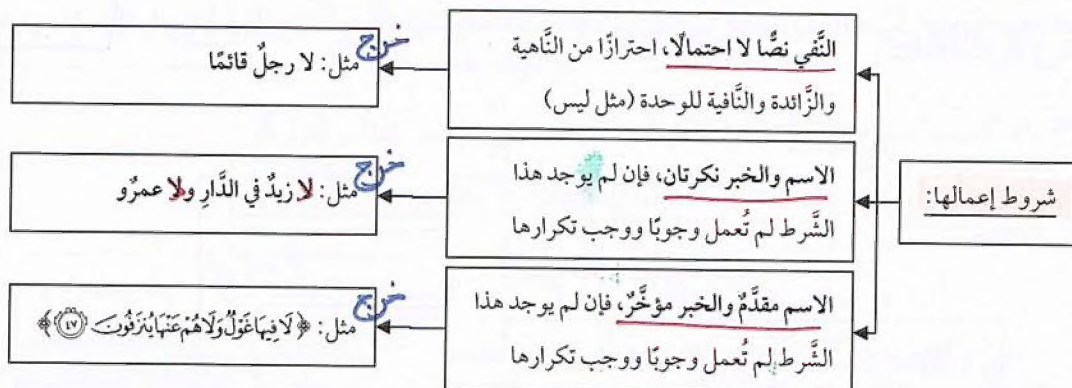 شروط إعمالها:
النَّفي نصًّا لا احتمالًا، احترازًا من النَّاهية
والزَّائدة والنَّافية للوحدة (مثل ليس)
خرج
مثل: لا رجلٌ قائمًا
الاسم والخبر نكرتان، فإن لم يوجد هذا
الشَّرط لم تُعمل وجوبًا ووجب تكرارها
خرج
مثل: لا زيدٌ في الدَّارِ ولا عمرٌو
الاسم مقدَّمٌ والخبر مؤخَّرٌ، فإن لم يوجد هذا
الشَّرط لم تُعمل وجوبًا ووجب تكرارها
خرج
مثل: ﴿لَا فِيهَا غَوْلٌ وَلَا هُمْ عَنْهَا يُنزَفُونَ ٤٧﴾